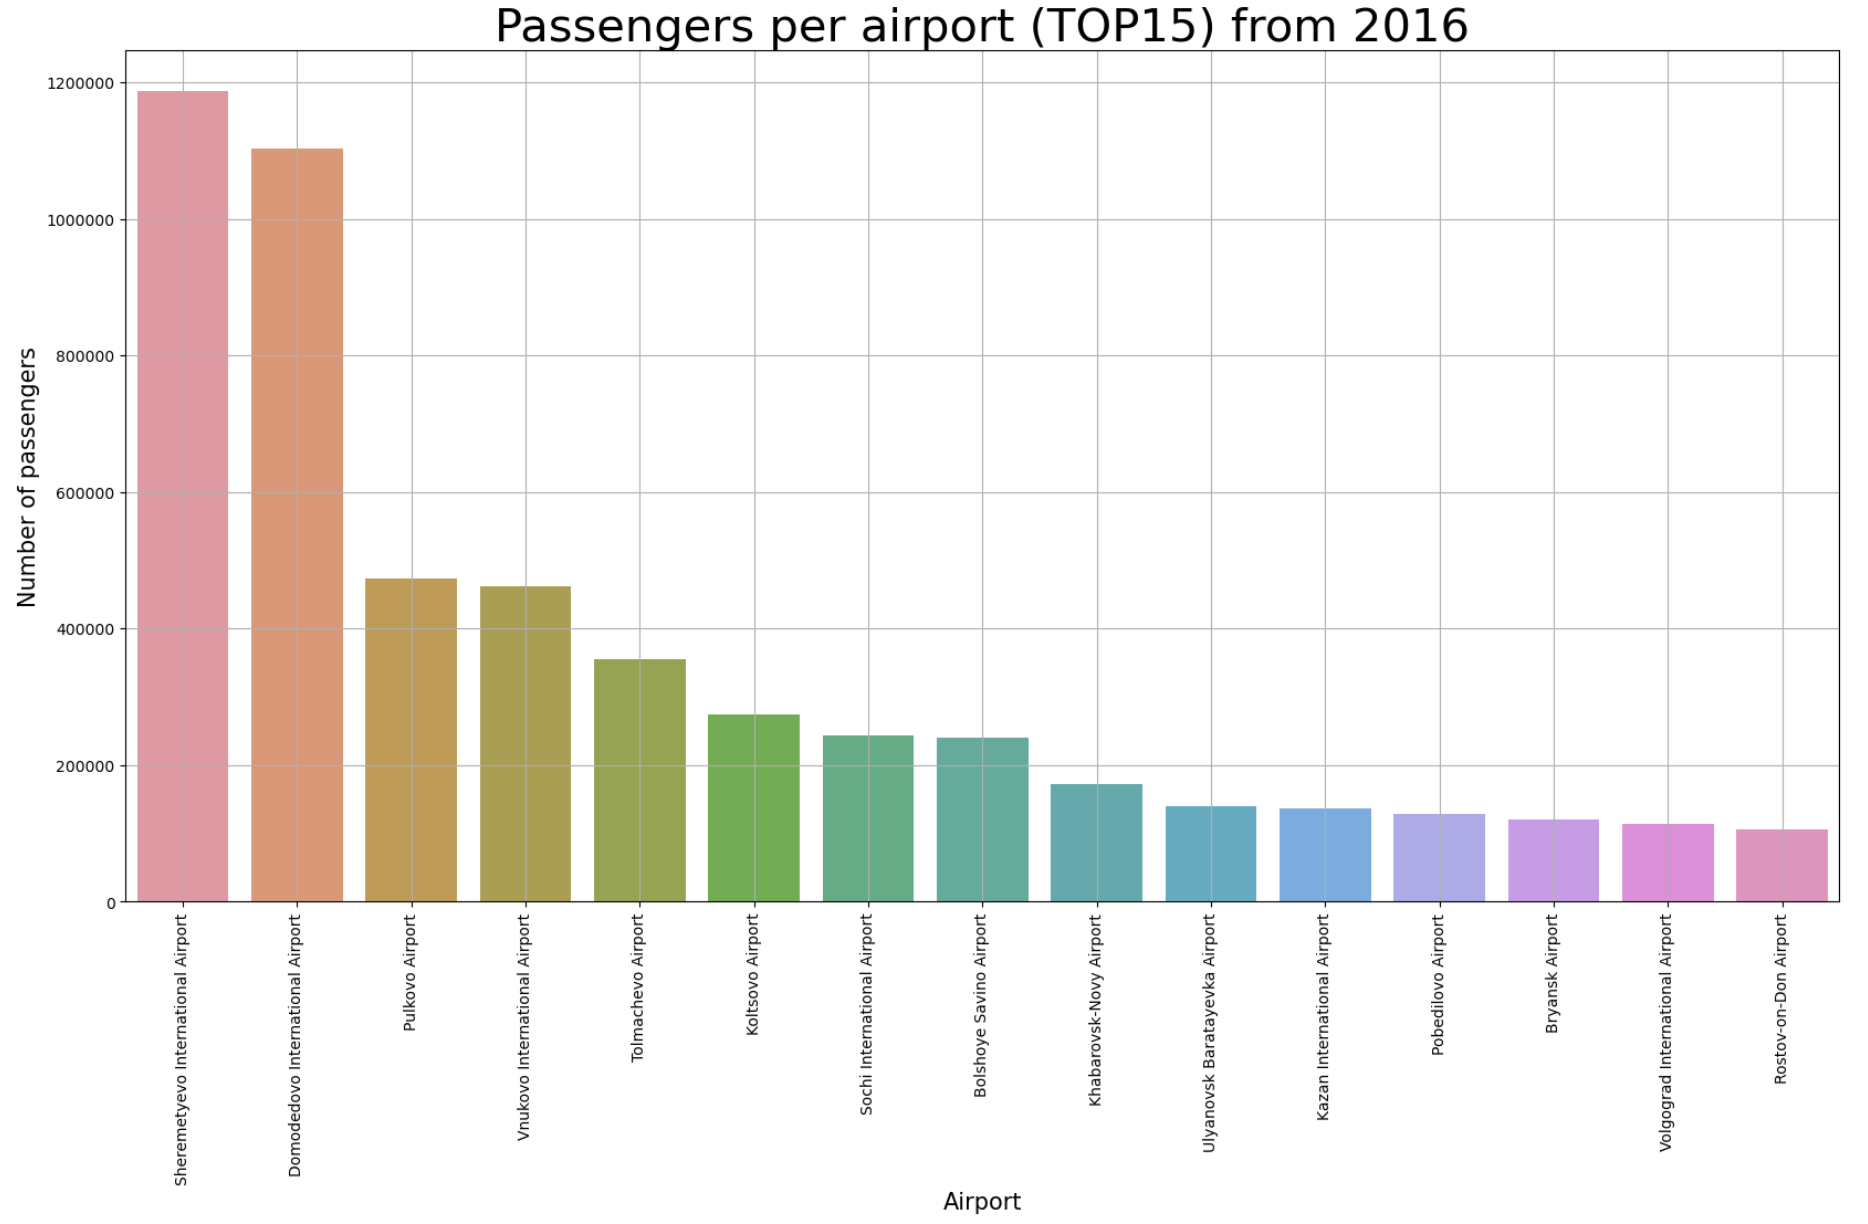 Passengers per airport (TOP15) from 2016
Number of passengers
1200000
1000000
800000
600000
400000
200000
0
Sheremetyevo International Airport
Domodedovo International Airport
Pulkovo Airport
Vnukovo International Airport
Tolmachevo Airport
Koltsovo Airport
Sochi International Airport
Bolshoye Savino Airport
Khabarovsk-Novy Airport
Ulyanovsk Baratayevka Airport
Kazan International Airport
Pobedilovo Airport
Bryansk Airport
Volgograd International Airport
Rostov-on-Don Airport
Airport